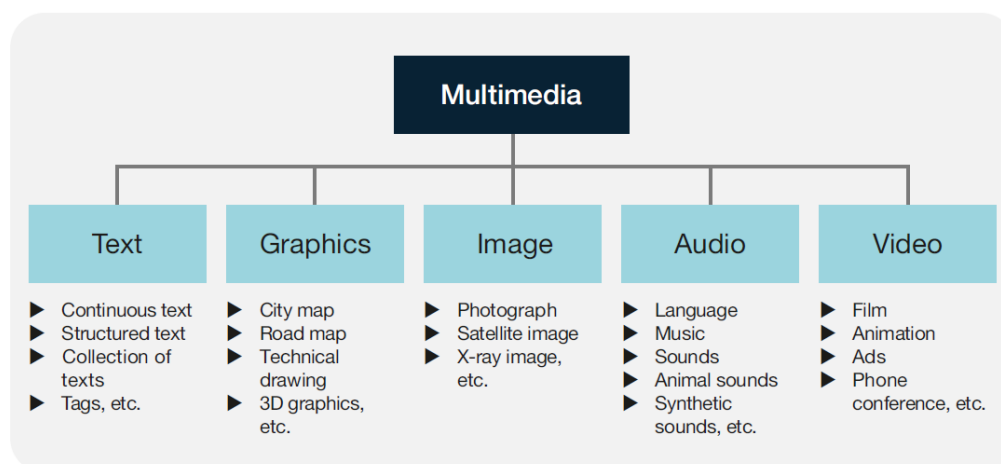 Multimedia
Text
Graphics
Image
Audio
Video
▶ Continuous text
▶ Structured text
▶ Collection of
texts
▶ Tags, etc.
▶ City map
▶ Road map
▶ Technical
drawing
▶ 3D graphics,
etc.
▶ Photograph
▶ Satellite image
▶ X-ray image,
etc.
▶ Language
▶ Music
▶ Sounds
▶ Animal sounds
▶ Synthetic
sounds, etc.
▶ Film
▶ Animation
▶ Ads
▶ Phone
conference, etc.